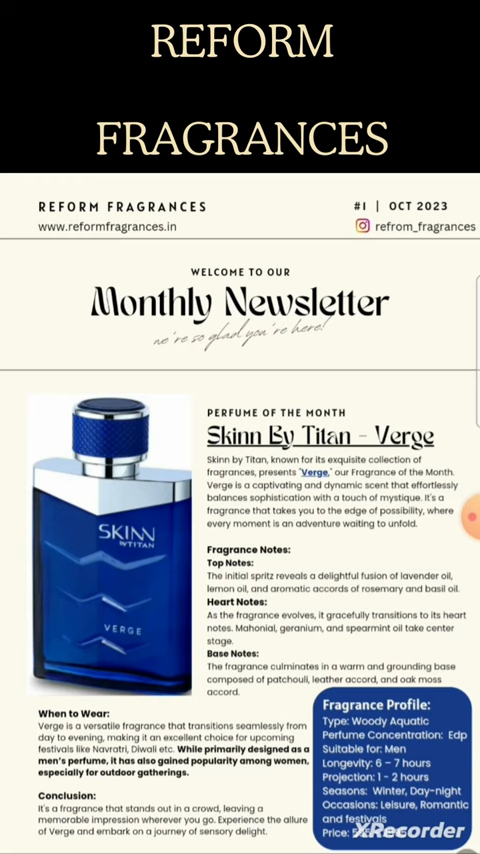 REFORM
FRAGRANCES
REFORM FRAGRANCES
#1 | OCT 2023
www.reformfragrances.in
refrom_fragrances
WELCOME TO OUR
Monthly Newsletter
we're so glad you're here!
PERFUME OF THE MONTH
Skinn By Titan - Verge
Skinn by Titan, known for its exquisite collection of
fragrances, presents "Verge," our Fragrance of the Month.
Verge is a captivating and dynamic scent that effortlessly
balances sophistication with a touch of mystique. It's a
fragrance that takes you to the edge of possibility, where
every moment is an adventure waiting to unfold.
Fragrance Notes:
Top Notes:
The initial spritz reveals a delightful fusion of lavender oil,
lemon oil, and aromatic accords of rosemary and basil oil.
Heart Notes:
As the fragrance evolves, it gracefully transitions to its heart
notes. Mahonial, geranium, and spearmint oil take center
stage.
Base Notes:
The fragrance culminates in a warm and grounding base
composed of patchouli, leather accord, and oak moss
accord.
SKINN
BY TITAN
VERGE
When to Wear:
Verge is a versatile fragrance that transitions seamlessly from
day to evening, making it an excellent choice for upcoming
festivals like Navratri, Diwali etc. While primarily designed as a
men's perfume, it has also gained popularity among women,
especially for outdoor gatherings.
Conclusion:
It's a fragrance that stands out in a crowd, leaving a
memorable impression wherever you go. Experience the allure
of Verge and embark on a journey of sensory delight.
Fragrance Profile:
Type: Woody Aquatic
Perfume Concentration: Edp
Suitable for: Men
Longevity: 6 – 7 hours
Projection: 1 - 2 hours
Seasons: Winter, Day-night
Occasions: Leisure, Romantic
and festivals
Price:
XRecorder